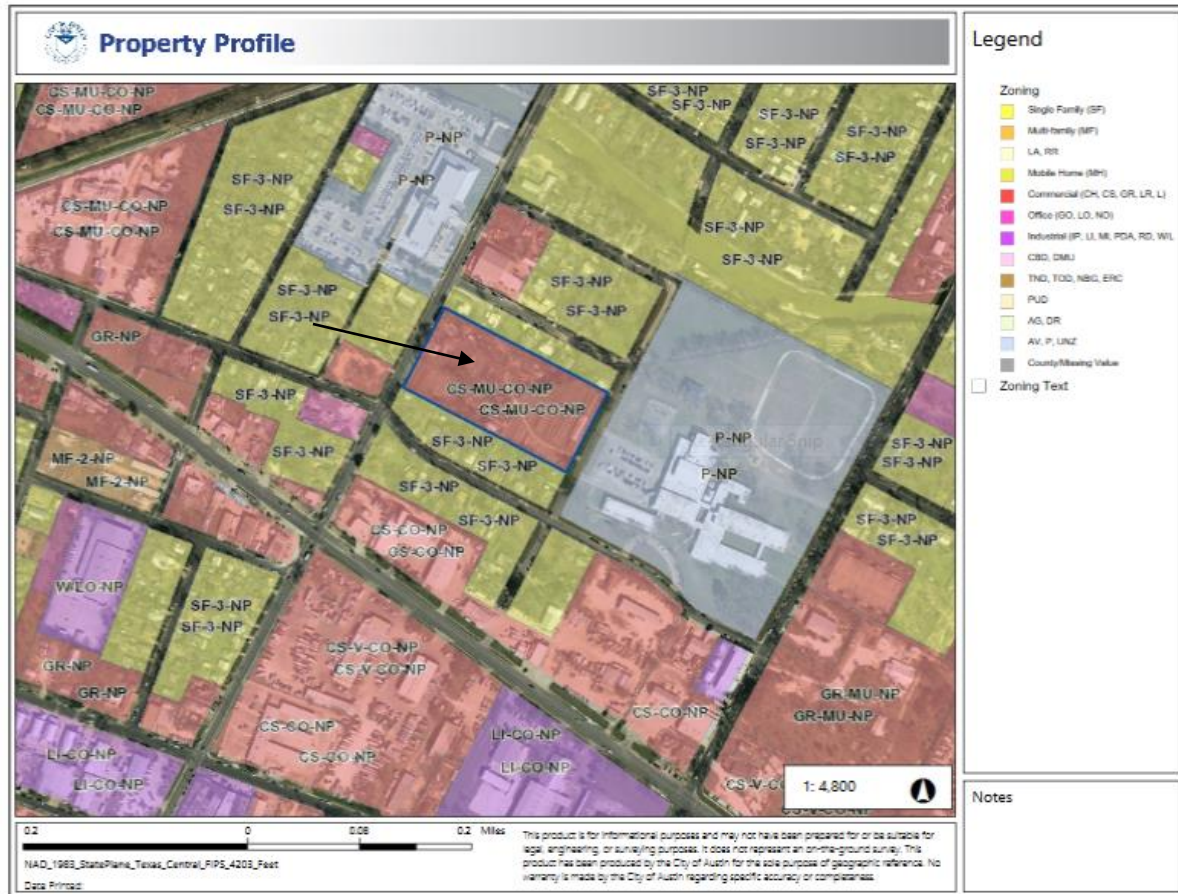 Property Profile
Legend
Zoning
Single Family (SF)
Multi-family (MF)
LA, RR
Mobile Home (MH)
Commercial (CH, CS, GR, LR, L)
Office (GO, LO, NO)
Industrial (IP, LI, MI, PDA, RD, W/L
CBD, DMU
TND, TOD, NBG, ERC
PUD
AG, DR
AV, P, UNZ
County/Missing Value
Zoning Text
CS-MU-CO-NP
CS-MU-CO-NP
SF-3-NP
SF-3-NP
SF-3-NP
SF-3-NP
P-NP
SF-3-NP
SF-3-NP
P-NP
SF-3-NP
SF-3-NP
CS-MU-CO-NP
CS-MU-CO-NP
SF-3-NP
SF-3-NP
SF-3-NP
SF-3-NP
SF-3-NP
SF-3-NP
GR-NP
CS-MU-CO-NP
CS-MU-CO-NP
SF-3-NP
SF-3-NP
SF-3-NP
SF-3-NP
P-NP
P-NP
SF-3-NP
SF-3-NP
MF-2-NP
MF-2-NP
SF-3-NP
SF-3-NP
CS-CO-NP
CS-CO-NP
SF-3-NP
SF-3-NP
W/LO-NP
SF-3-NP
SF-3-NP
CS-V-CO-NP
CS-V-CO-NP
GR-NP
GR-NP
GR-MU-NP
GR-MU-NP
CS-CO-NP
CS-CO-NP
CS-CO-NP
LI-CO-NP
LI-CO-NP
LI-CO-NP
LI-CO-NP
CS-V-CO
1: 4,800
Notes
0.2 0 0.08 0.2 Miles
NAD_1983_StatePlane_Texas_Central_FIPS_4203_Feet
Date Printed:
This product is for informational purposes and may not have been prepared for or be suitable for
legal, engineering, or surveying purposes. It does not represent an on-the-ground survey. This
product has been produced by the City of Austin for the sole purpose of geographic reference. No
warranty is made by the City of Austin regarding specific accuracy or completeness.